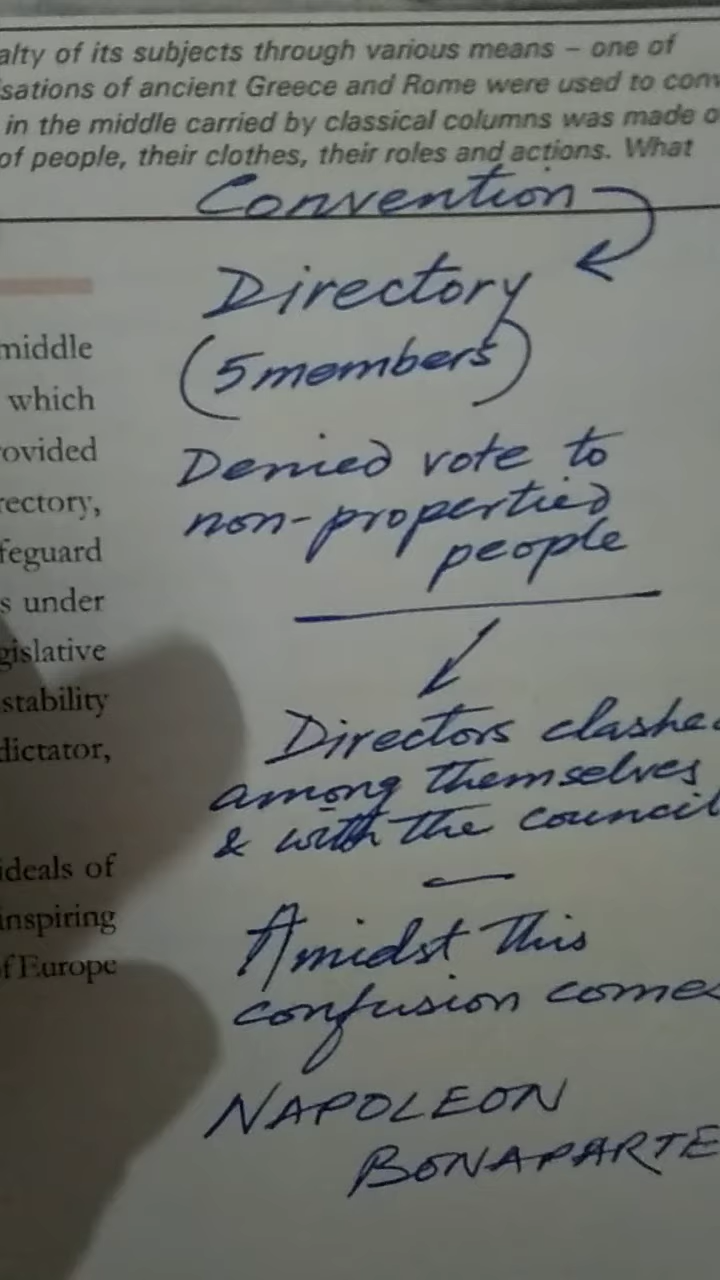 alty of its subjects through various means – one of
sations of ancient Greece and Rome were used to conv
in the middle carried by classical columns was made o
of people, their clothes, their roles and actions. What
Convention
Directory
(5 members)
Denied vote to
non-propertied
people
Directors clashe
among themselves
& with the council
Amidst this
confusion comes
NAPOLEON
BONAPARTE
middle
which
ovided
rectory,
feguard
s under
gislative
stability
dictator,
ideals of
inspiring
f Europe